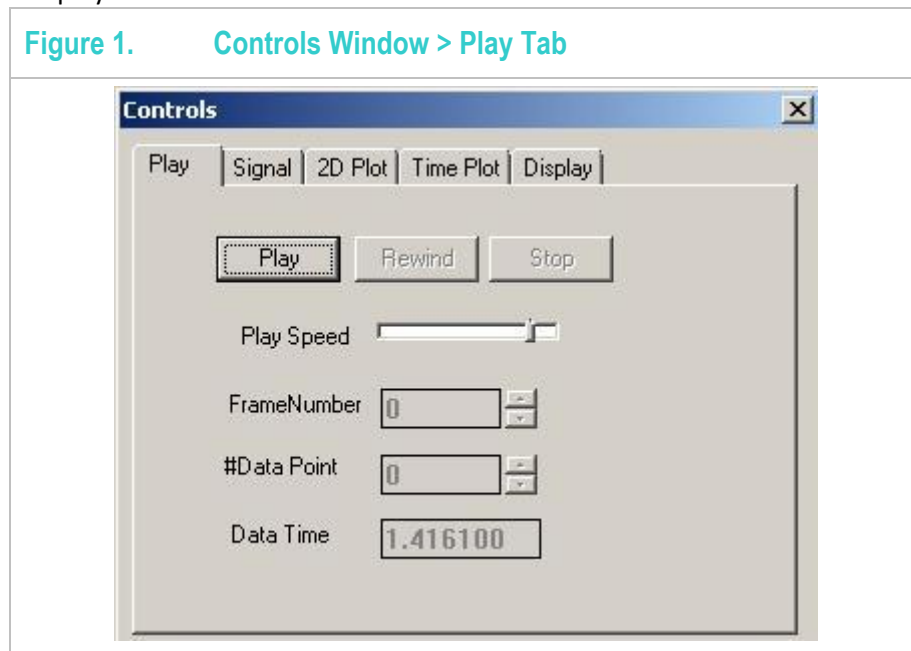 Figure 1. Controls Window > Play Tab
Controls
Play Signal 2D Plot Time Plot Display
Play Rewind Stop
Play Speed
FrameNumber 0
#Data Point 0
Data Time 1.416100